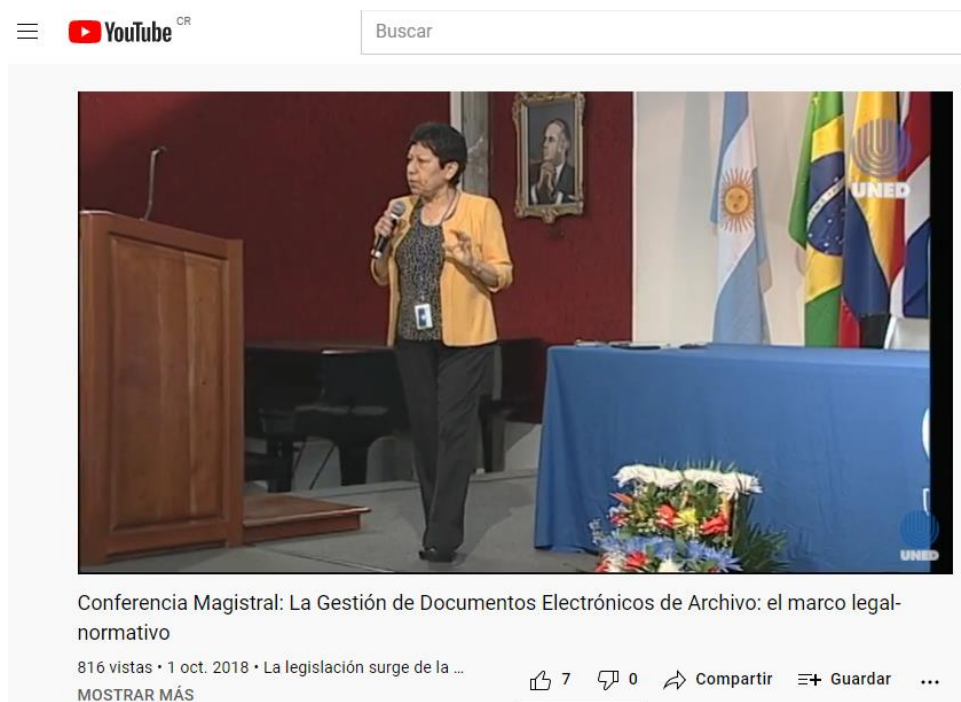 YouTube CR
Buscar
UNED
UNED
Conferencia Magistral: La Gestión de Documentos Electrónicos de Archivo: el marco legal-
normativo
816 vistas • 1 oct. 2018 • La legislación surge de la ...
7 0 Compartir Guardar ...
MOSTRAR MÁS